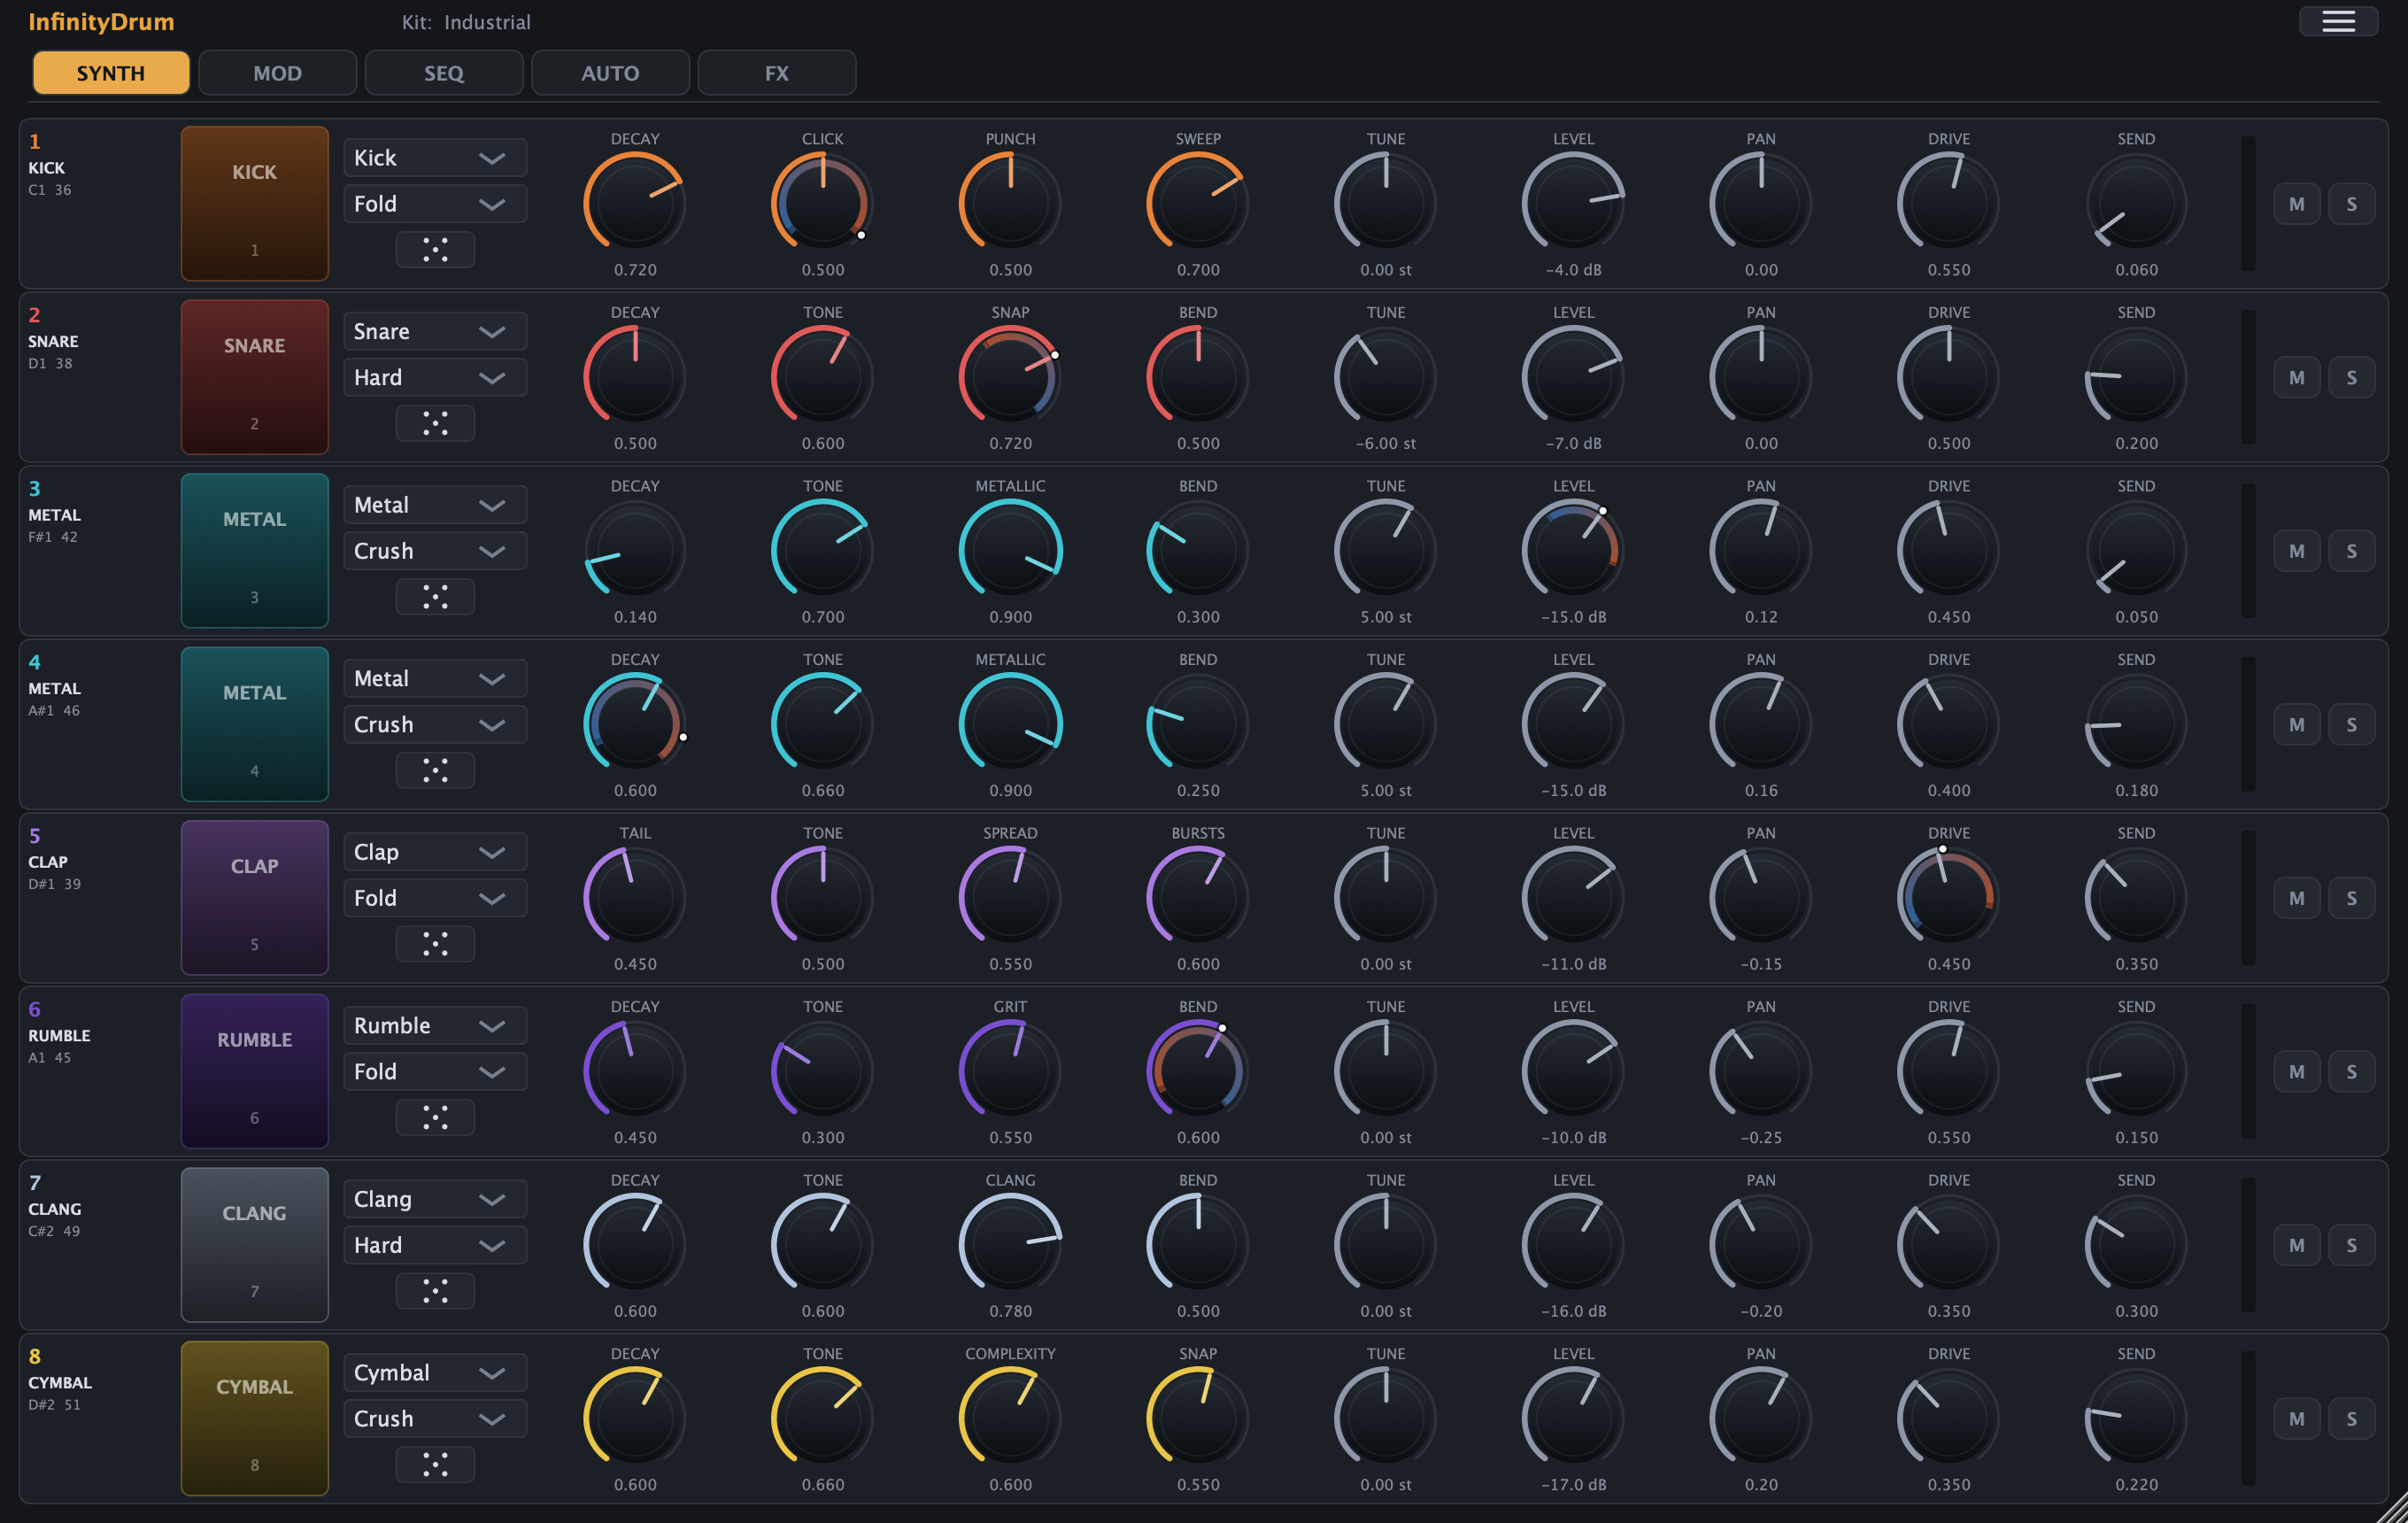 InfinityDrum
Kit: Industrial
SYNTH MOD SEQ AUTO FX
1
KICK
C1 36
KICK
1
Kick
Fold
DECAY CLICK PUNCH SWEEP TUNE LEVEL PAN DRIVE SEND
0.720 0.500 0.500 0.700 0.00 st -4.0 dB 0.00 0.550 0.060
M S
2
SNARE
D1 38
SNARE
2
Snare
Hard
DECAY TONE SNAP BEND TUNE LEVEL PAN DRIVE SEND
0.500 0.600 0.720 0.500 -6.00 st -7.0 dB 0.00 0.500 0.200
M S
3
METAL
F#1 42
METAL
3
Metal
Crush
DECAY TONE METALLIC BEND TUNE LEVEL PAN DRIVE SEND
0.140 0.700 0.900 0.300 5.00 st -15.0 dB 0.12 0.450 0.050
M S
4
METAL
A#1 46
METAL
4
Metal
Crush
DECAY TONE METALLIC BEND TUNE LEVEL PAN DRIVE SEND
0.600 0.660 0.900 0.250 5.00 st -15.0 dB 0.16 0.400 0.180
M S
5
CLAP
D#1 39
CLAP
5
Clap
Fold
TAIL TONE SPREAD BURSTS TUNE LEVEL PAN DRIVE SEND
0.450 0.500 0.550 0.600 0.00 st -11.0 dB -0.15 0.450 0.350
M S
6
RUMBLE
A1 45
RUMBLE
6
Rumble
Fold
DECAY TONE GRIT BEND TUNE LEVEL PAN DRIVE SEND
0.450 0.300 0.550 0.600 0.00 st -10.0 dB -0.25 0.550 0.150
M S
7
CLANG
C#2 49
CLANG
7
Clang
Hard
DECAY TONE CLANG BEND TUNE LEVEL PAN DRIVE SEND
0.600 0.600 0.780 0.500 0.00 st -16.0 dB -0.20 0.350 0.300
M S
8
CYMBAL
D#2 51
CYMBAL
8
Cymbal
Crush
DECAY TONE COMPLEXITY SNAP TUNE LEVEL PAN DRIVE SEND
0.600 0.660 0.600 0.550 0.00 st -17.0 dB 0.20 0.350 0.220
M S